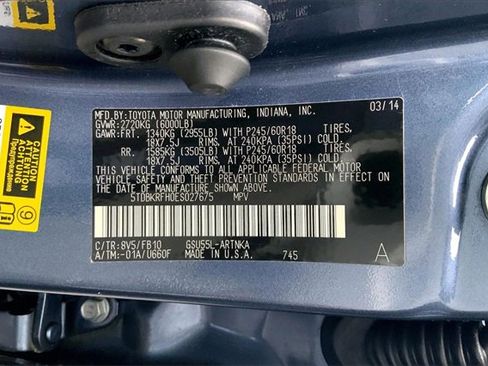 MFD.BY:TOYOTA MOTOR MANUFACTURING, INDIANA, INC. 03/14
GVWR:2720KG (6000LB)
GAWR:FRT. 1340KG (2955LB) WITH P245/60R18 TIRES,
18X7.5J RIMS, AT 240KPA (35PSI) COLD
RR. 1595KG (3505LB) WITH P245/60R18 TIRES,
18X7.5J RIMS, AT 240KPA (35PSI) COLD
THIS VEHICLE CONFORMS TO ALL APPLICABLE FEDERAL MOTOR
VEHICLE SAFETY AND THEFT PREVENTION STANDARDS IN EFFECT ON
THE DATE OF MANUFACTURE SHOWN ABOVE.
5TDBKRFH0ES027675 MPV
C/TR:8V5/FB10 GSU55L-ARTNKA
A/TM:-01A/U660F MADE IN U.S.A. 745 A
CAUTION
ACHTUNG